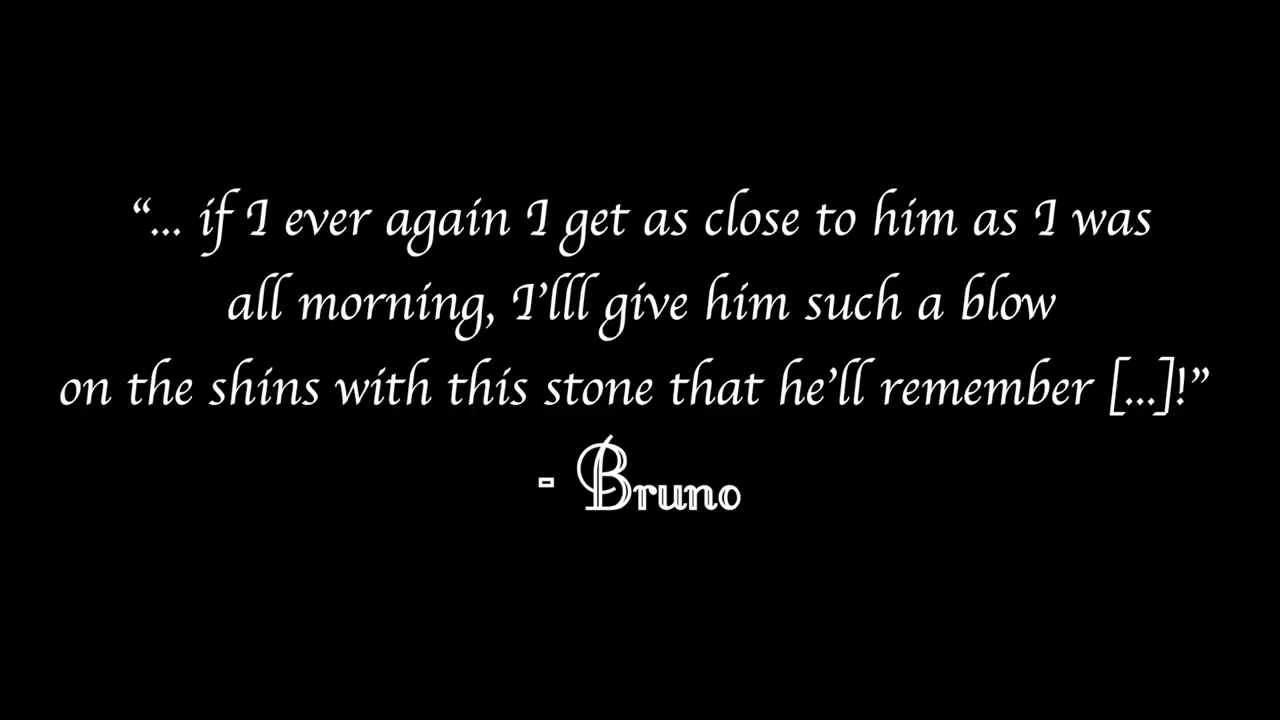 “... if I ever again I get as close to him as I was
all morning, I’lll give him such a blow
on the shins with this stone that he’ll remember [...]!”
- Bruno